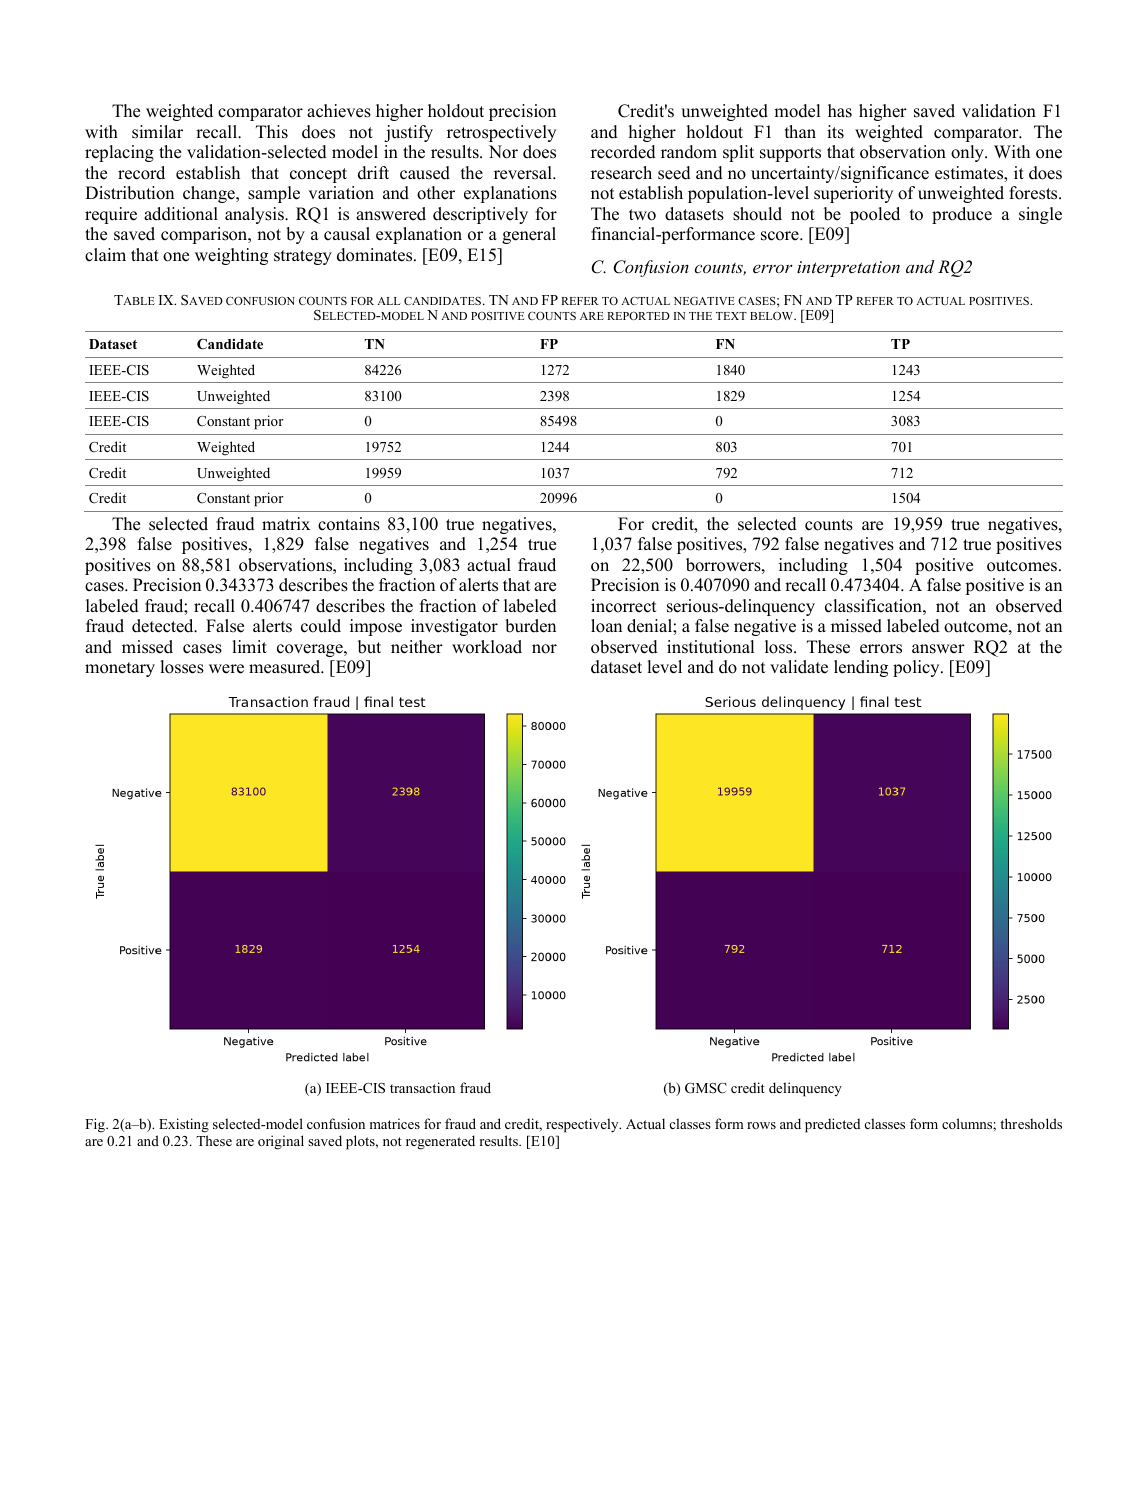 The weighted comparator achieves higher holdout precision
with similar recall. This does not justify retrospectively
replacing the validation-selected model in the results. Nor does
the record establish that concept drift caused the reversal.
Distribution change, sample variation and other explanations
require additional analysis. RQ1 is answered descriptively for
the saved comparison, not by a causal explanation or a general
claim that one weighting strategy dominates. [E09, E15]
Credit's unweighted model has higher saved validation F1
and higher holdout F1 than its weighted comparator. The
recorded random split supports that observation only. With one
research seed and no uncertainty/significance estimates, it does
not establish population-level superiority of unweighted forests.
The two datasets should not be pooled to produce a single
financial-performance score. [E09]
C. Confusion counts, error interpretation and RQ2
TABLE IX. SAVED CONFUSION COUNTS FOR ALL CANDIDATES. TN AND FP REFER TO ACTUAL NEGATIVE CASES; FN AND TP REFER TO ACTUAL POSITIVES.
SELECTED-MODEL N AND POSITIVE COUNTS ARE REPORTED IN THE TEXT BELOW. [E09]
Dataset Candidate TN FP FN TP
IEEE-CIS Weighted 84226 1272 1840 1243
IEEE-CIS Unweighted 83100 2398 1829 1254
IEEE-CIS Constant prior 0 85498 0 3083
Credit Weighted 19752 1244 803 701
Credit Unweighted 19959 1037 792 712
Credit Constant prior 0 20996 0 1504
The selected fraud matrix contains 83,100 true negatives,
2,398 false positives, 1,829 false negatives and 1,254 true
positives on 88,581 observations, including 3,083 actual fraud
cases. Precision 0.343373 describes the fraction of alerts that are
labeled fraud; recall 0.406747 describes the fraction of labeled
fraud detected. False alerts could impose investigator burden
and missed cases limit coverage, but neither workload nor
monetary losses were measured. [E09]
For credit, the selected counts are 19,959 true negatives,
1,037 false positives, 792 false negatives and 712 true positives
on 22,500 borrowers, including 1,504 positive outcomes.
Precision is 0.407090 and recall 0.473404. A false positive is an
incorrect serious-delinquency classification, not an observed
loan denial; a false negative is a missed labeled outcome, not an
observed institutional loss. These errors answer RQ2 at the
dataset level and do not validate lending policy. [E09]
Transaction fraud | final test
80000
70000
60000
50000
40000
30000
20000
10000
True label
Negative 83100 2398
Positive 1829 1254
Negative Positive
Predicted label
Serious delinquency | final test
17500
15000
12500
10000
7500
5000
2500
True label
Negative 19959 1037
Positive 792 712
Negative Positive
Predicted label
(a) IEEE-CIS transaction fraud
(b) GMSC credit delinquency
Fig. 2(a–b). Existing selected-model confusion matrices for fraud and credit, respectively. Actual classes form rows and predicted classes form columns; thresholds
are 0.21 and 0.23. These are original saved plots, not regenerated results. [E10]